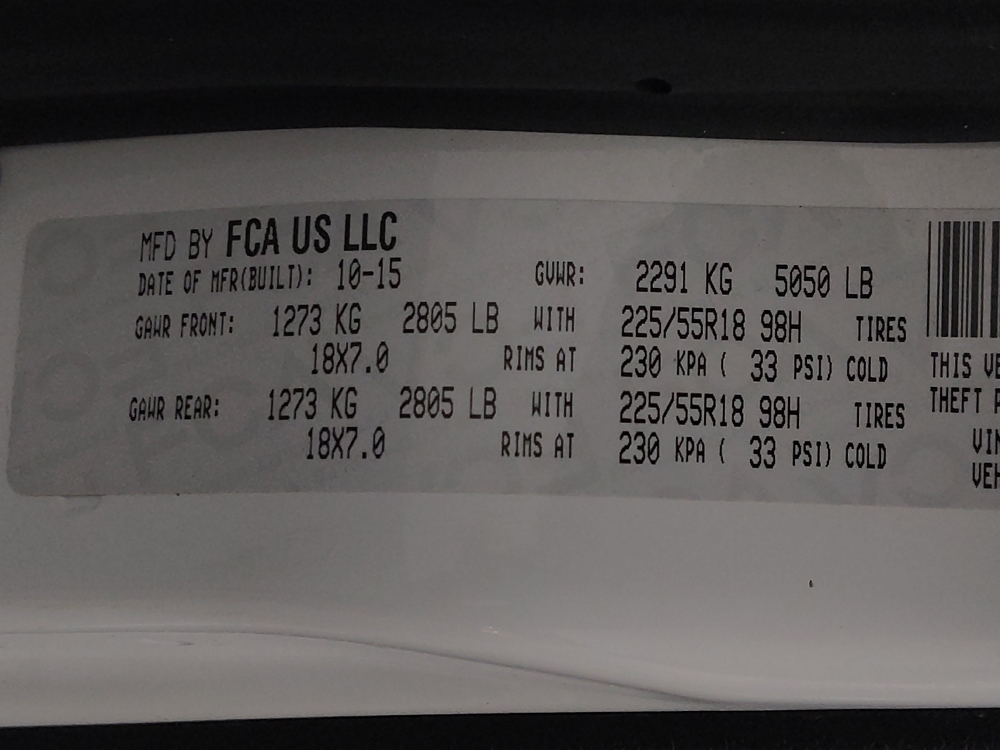 MFD BY FCA US LLC
DATE OF MFR(BUILT): 10-15 GVWR: 2291 KG 5050 LB
GAWR FRONT: 1273 KG 2805 LB WITH 225/55R18 98H TIRES
18X7.0 RIMS AT 230 KPA ( 33 PSI) COLD
GAWR REAR: 1273 KG 2805 LB WITH 225/55R18 98H TIRES
18X7.0 RIMS AT 230 KPA ( 33 PSI) COLD
THIS
THEFT